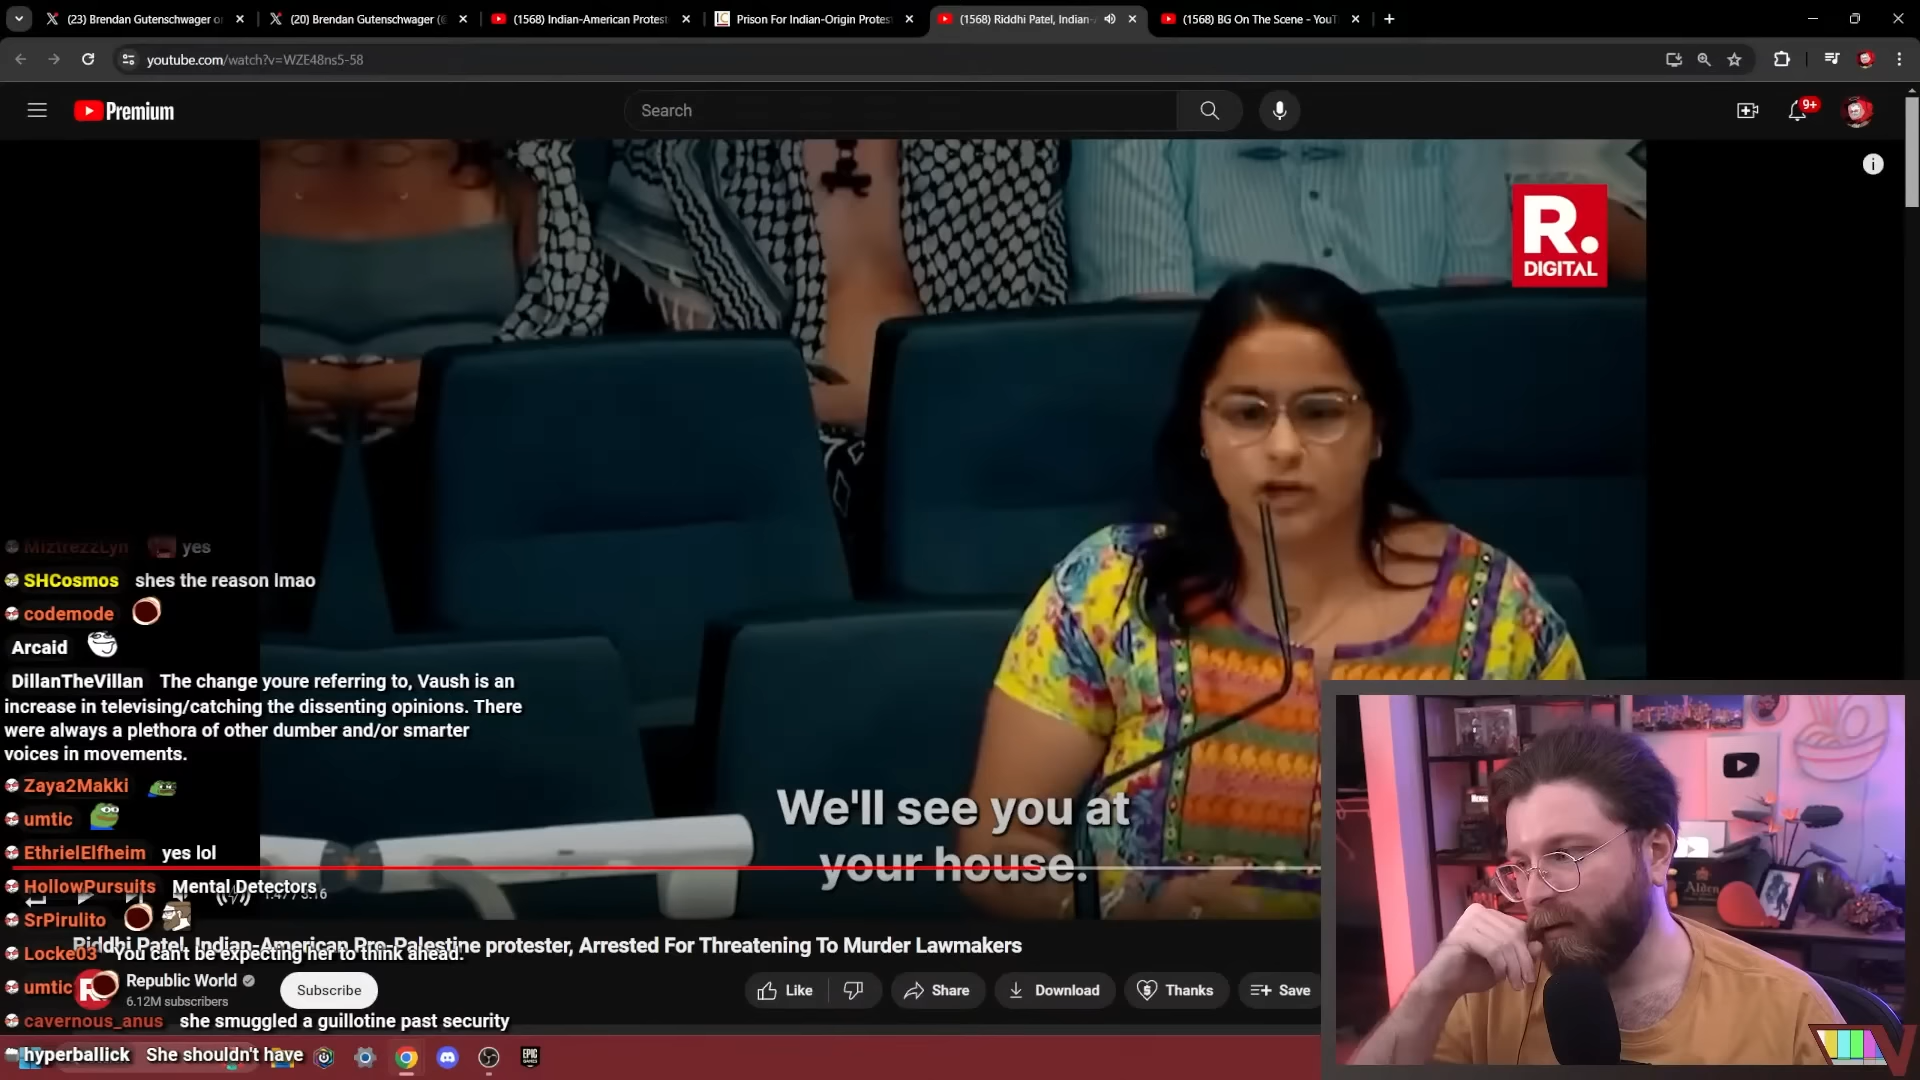 (23) Brendan Gutenschwager o
(20) Brendan Gutenschwager (@
(1568) Indian-American Protest
Prison For Indian-Origin Protes
(1568) Riddhi Patel, Indian-
(1568) BG On The Scene - YouT
youtube.com/watch?v=WZE48ns5-58
Premium
Search
9+
R.
DIGITAL
MiztrezzLyn yes
SHCosmos shes the reason lmao
codemode
Arcaid
DillanTheVillan The change youre referring to, Vaush is an
increase in televising/catching the dissenting opinions. There
were always a plethora of other dumber and/or smarter
voices in movements.
Zaya2Makki
umtic
EthrielElfheim yes lol
HollowPursuits Mental Detectors
SrPirulito
Locke03 You can't be expecting her to think ahead.
umtic
cavernous_anus she smuggled a guillotine past security
hyperballick She shouldn't have
We'll see you at
your house.
Riddhi Patel, Indian-American Pro-Palestine protester, Arrested For Threatening To Murder Lawmakers
Republic World
6.12M subscribers
Subscribe
Like
Share
Download
Thanks
Save
EPIC